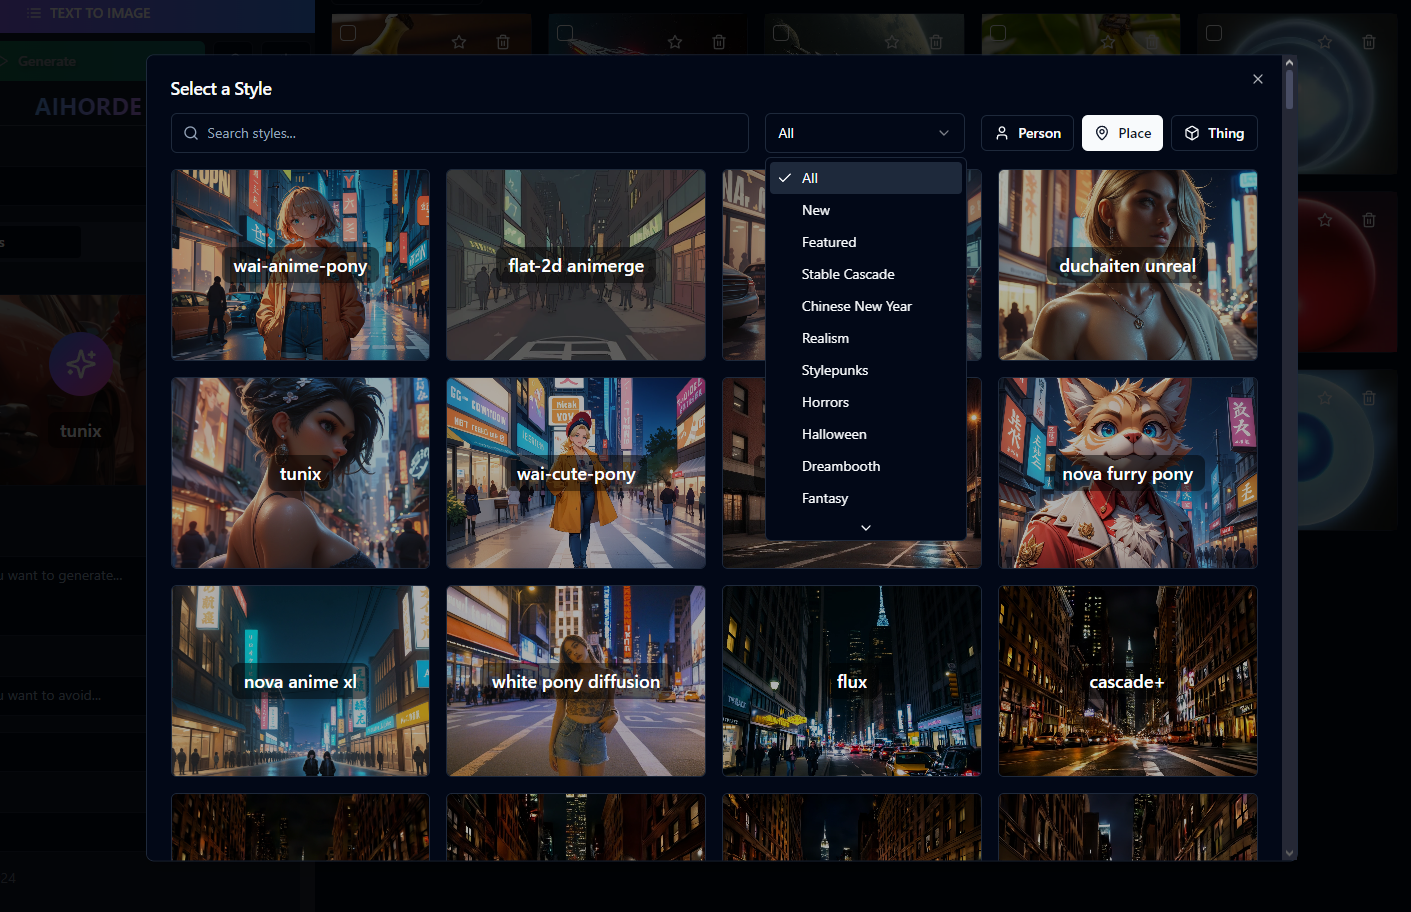 TEXT TO IMAGE
Generate
AIHORDE
Select a Style
Search styles...
All
Person
Place
Thing
All
New
Featured
Stable Cascade
Chinese New Year
Realism
Stylepunks
Horrors
Halloween
Dreambooth
Fantasy
wai-anime-pony
flat-2d animerge
duchaiten unreal
tunix
tunix
wai-cute-pony
nova furry pony
u want to generate...
nova anime xl
white pony diffusion
flux
cascade+
u want to avoid...
24